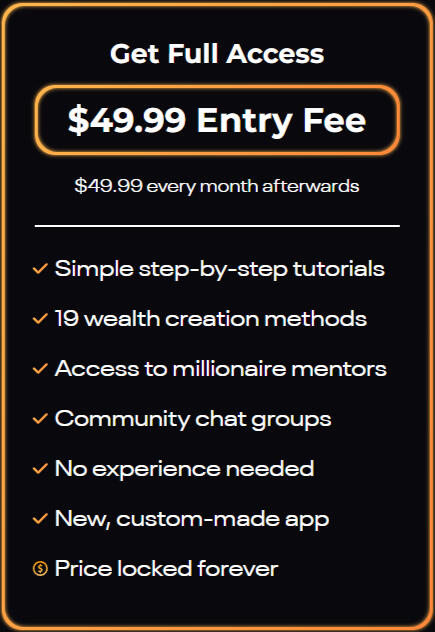 Get Full Access
$49.99 Entry Fee
$49.99 every month afterwards
Simple step-by-step tutorials
19 wealth creation methods
Access to millionaire mentors
Community chat groups
No experience needed
New, custom-made app
Price locked forever